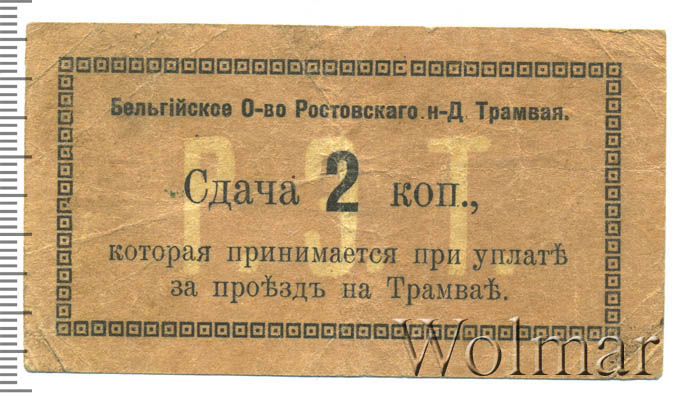 Бельгійское О-во Ростовскаго н-Д Трамвая.
Р.Э.Т.
Сдача 2 коп.,
которая принимается при уплатѣ
за проѣздъ на Трамваѣ.
Wolmar